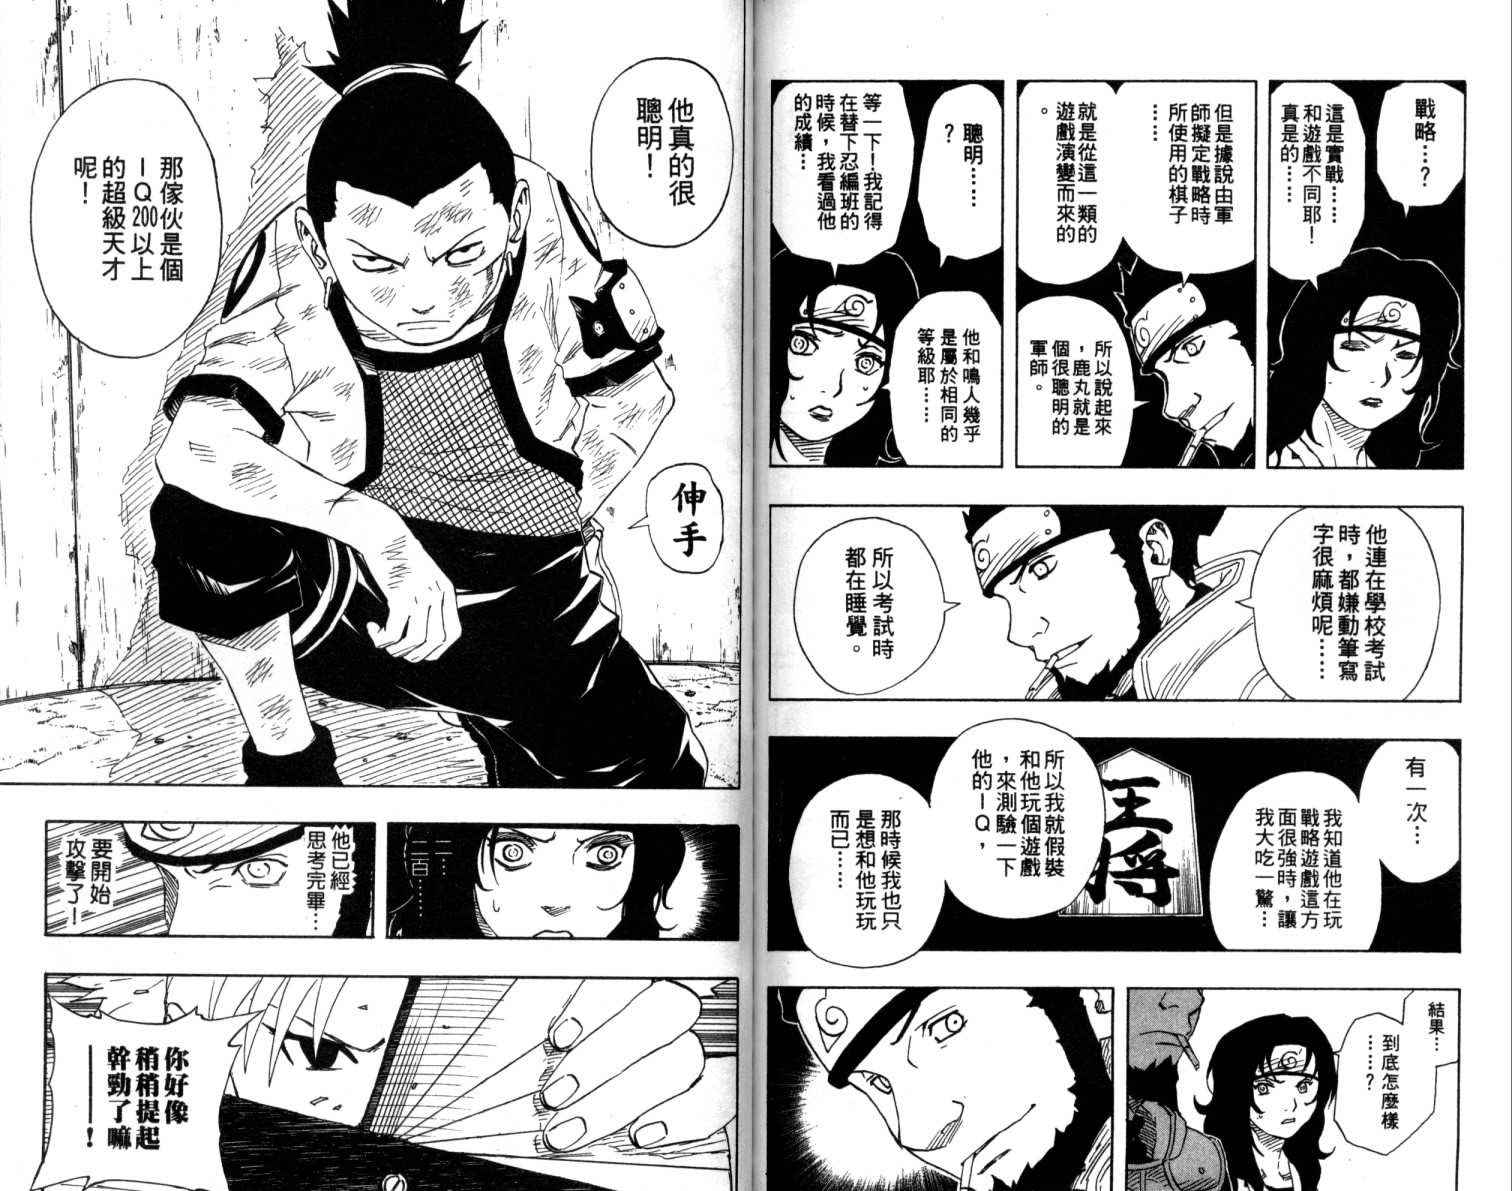 戰略…?
這是實戰……
和遊戲不同耶!
真是的……
但是據說由軍
師擬定戰略時
所使用的棋子
……
就是從這一類的
遊戲演變而來的
。
所以說起來
,鹿丸就是
個很聰明的
軍師。
聰明……
?
等一下!我記得
在替下忍編班的
時候,我看過他
的成績…
他和鳴人幾乎
是屬於相同的
等級耶……
他連在學校考試
時,都嫌動筆寫
字很麻煩呢……
所以考試時
都在睡覺。
有一次…
我知道他在玩
戰略遊戲這方
面很強時,讓
我大吃一驚…
王將
所以我就假裝
和他玩個遊戲
,來測驗一下
他的IQ,
那時候我也只
是想和他玩玩
而已……
結果…
到底怎麼樣
……?
他真的很
聰明!
那傢伙是個
IQ200以上
的超級天才
呢!
伸手
二…
二百……
他已經
思考完畢…
要開始
攻擊了!
你好像
稍稍提起
幹勁了嘛
——!